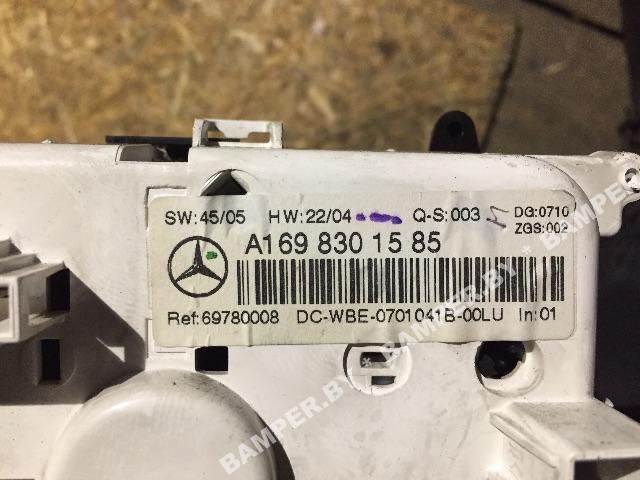 SW:45/05 HW:22/04 Q-S:003 DG:0710
ZGS:002
A169 830 15 85
Ref:69780008 DC-WBE-0701041B-00LU In:01
BAMPER.BY * BAMPER.BY * BAMPER.BY